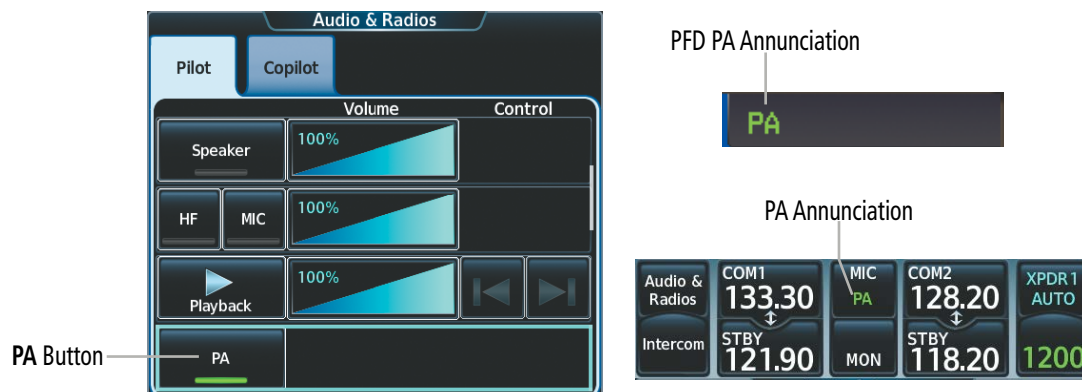 Audio & Radios
Pilot
Copilot
Volume
Control
Speaker
100%
HF
MIC
100%
Playback
100%
PA
PA Button
PFD PA Annunciation
PA
PA Annunciation
Audio &
Radios
COM1
133.30
MIC
PA
COM2
128.20
XPDR1
AUTO
Intercom
STBY
121.90
MON
STBY
118.20
1200